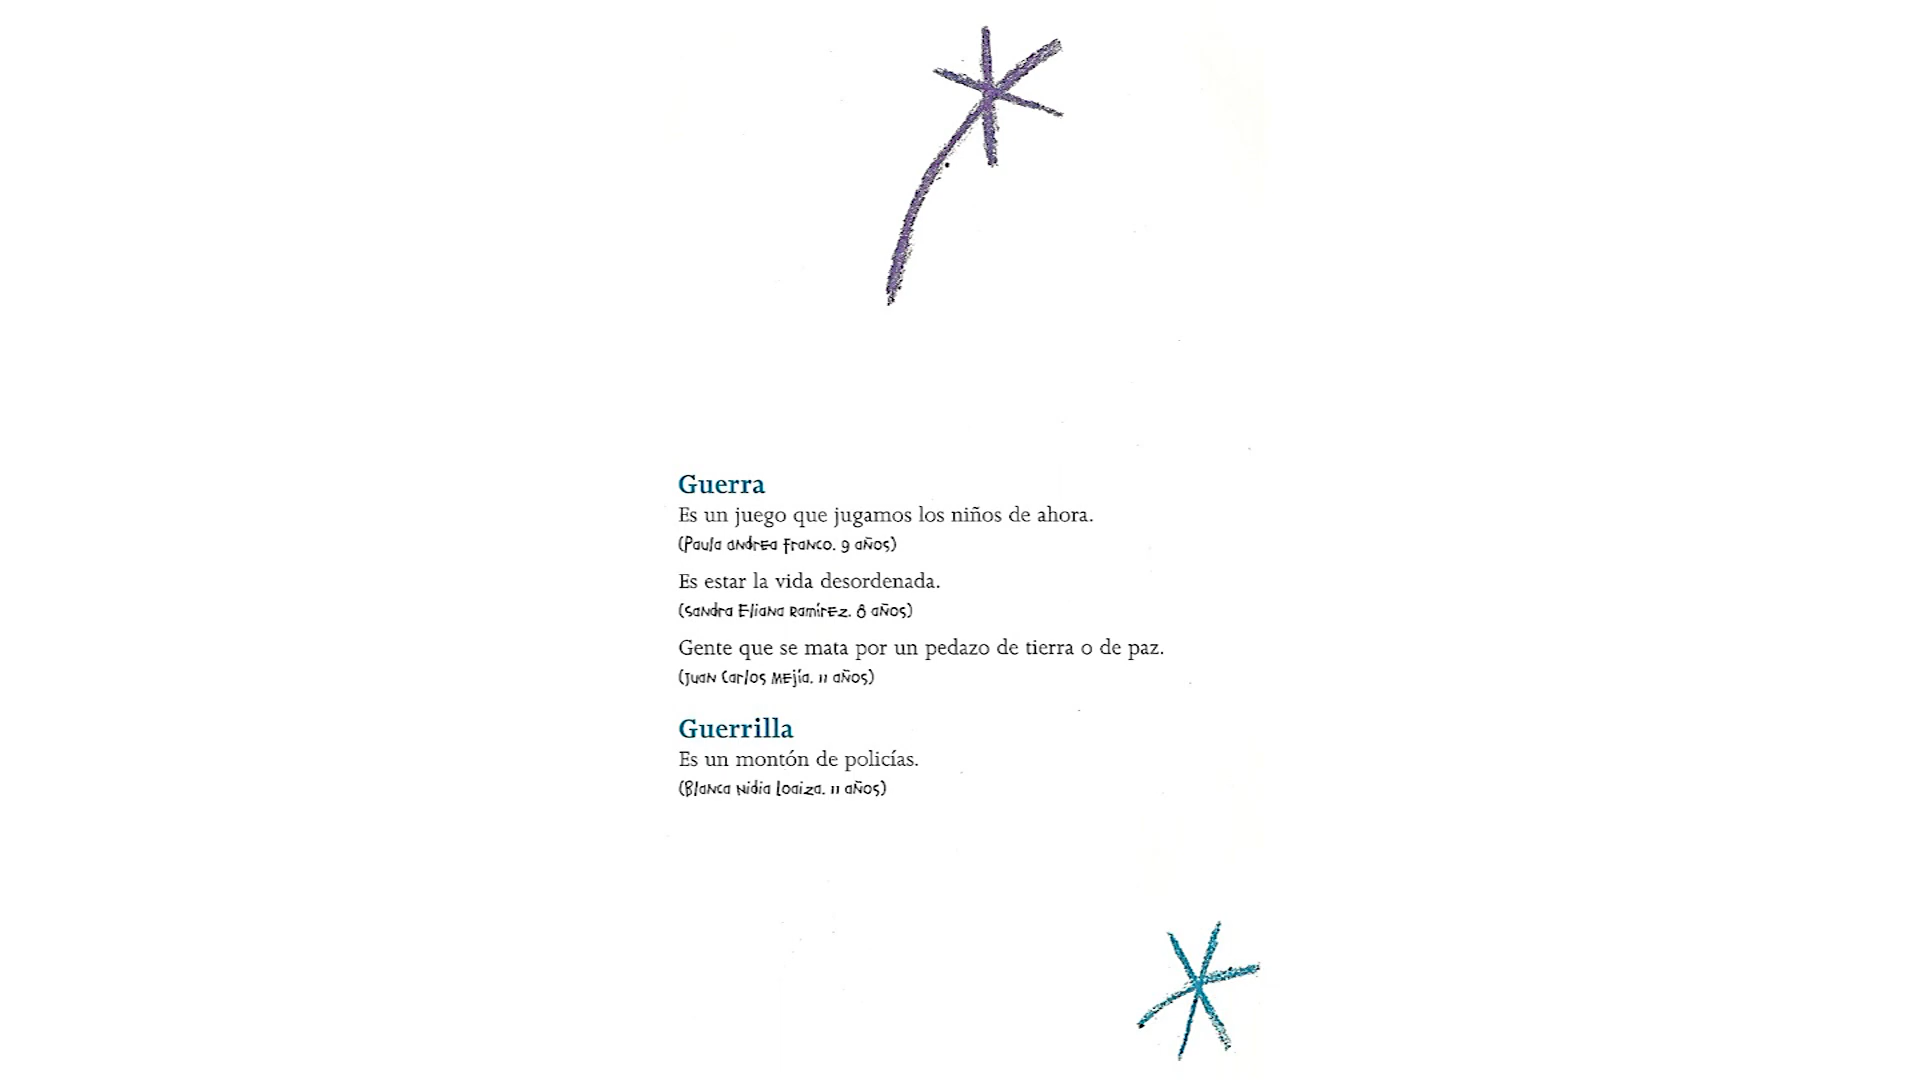 Guerra
Es un juego que jugamos los niños de ahora.
(Paula Andrea Franco. 9 años)
Es estar la vida desordenada.
(Sandra Eliana Ramírez. 8 años)
Gente que se mata por un pedazo de tierra o de paz.
(Juan Carlos Mejía. 11 años)
Guerrilla
Es un montón de policías.
(Blanca Nidia Loaiza. 11 años)